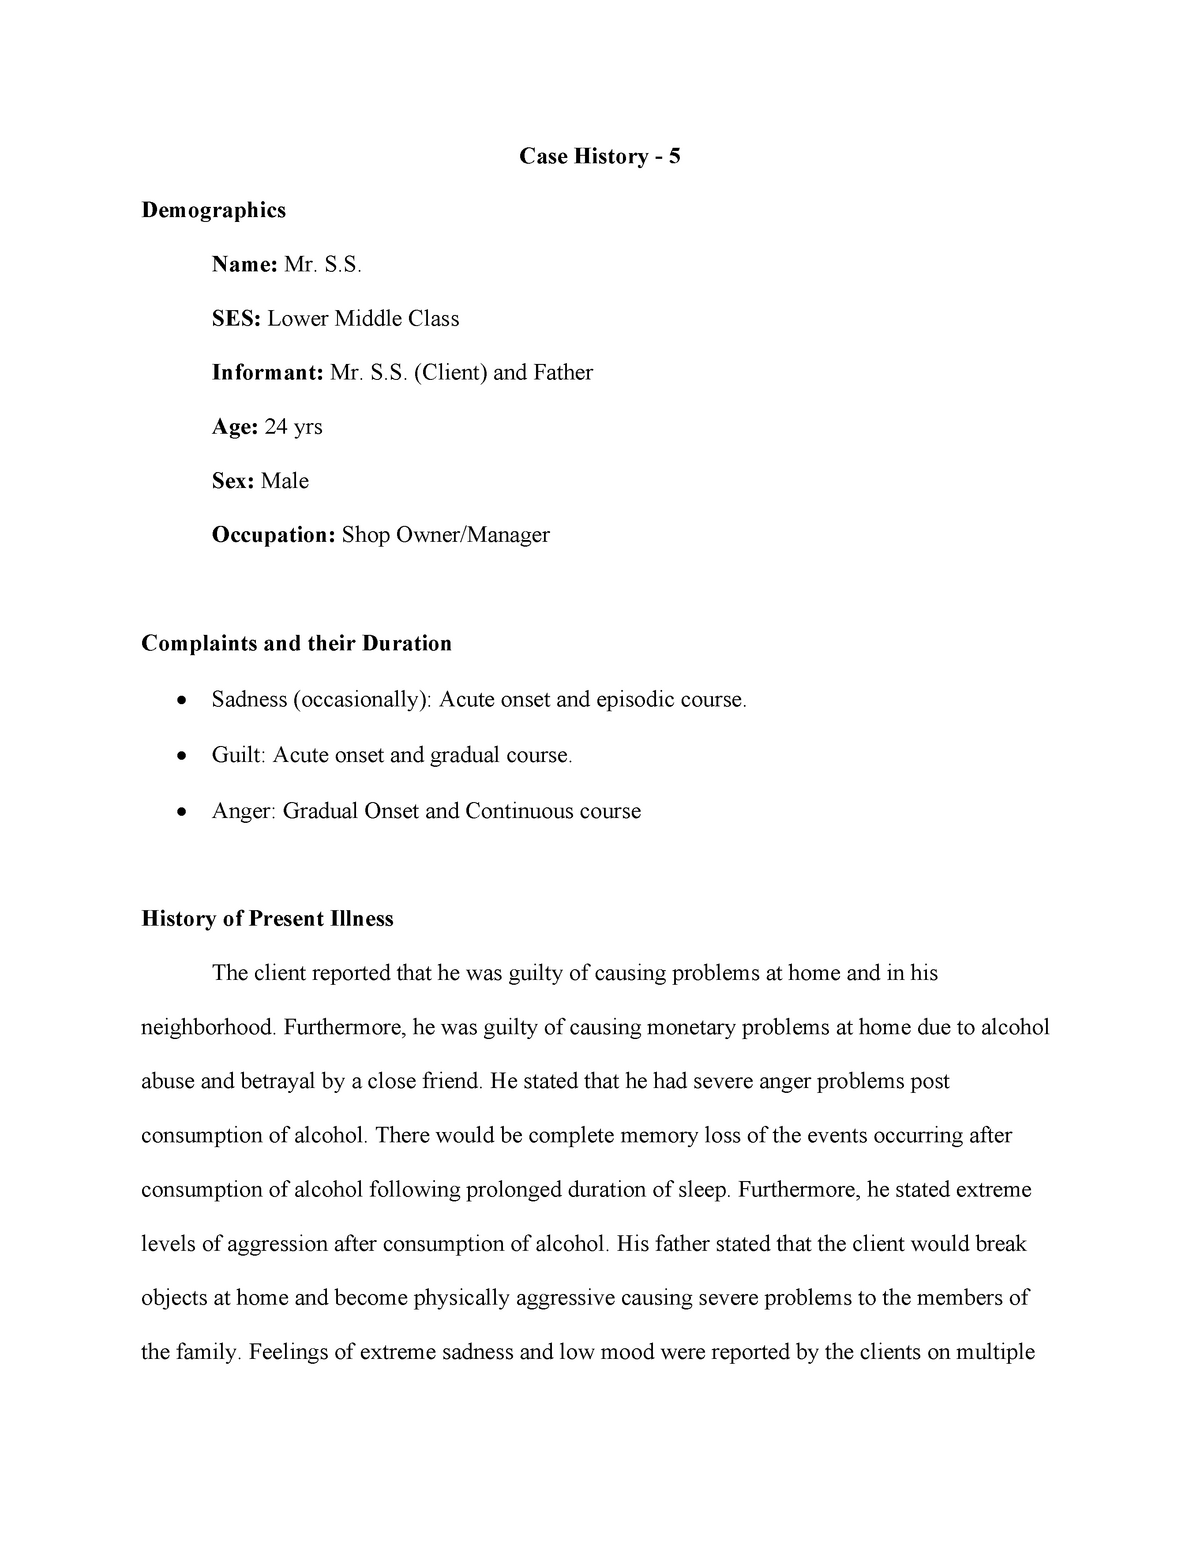 Case History - 5
Demographics
Name: Mr. S.S.
SES: Lower Middle Class
Informant: Mr. S.S. (Client) and Father
Age: 24 yrs
Sex: Male
Occupation: Shop Owner/Manager
Complaints and their Duration
• Sadness (occasionally): Acute onset and episodic course.
• Guilt: Acute onset and gradual course.
• Anger: Gradual Onset and Continuous course
History of Present Illness
The client reported that he was guilty of causing problems at home and in his
neighborhood. Furthermore, he was guilty of causing monetary problems at home due to alcohol
abuse and betrayal by a close friend. He stated that he had severe anger problems post
consumption of alcohol. There would be complete memory loss of the events occurring after
consumption of alcohol following prolonged duration of sleep. Furthermore, he stated extreme
levels of aggression after consumption of alcohol. His father stated that the client would break
objects at home and become physically aggressive causing severe problems to the members of
the family. Feelings of extreme sadness and low mood were reported by the clients on multiple